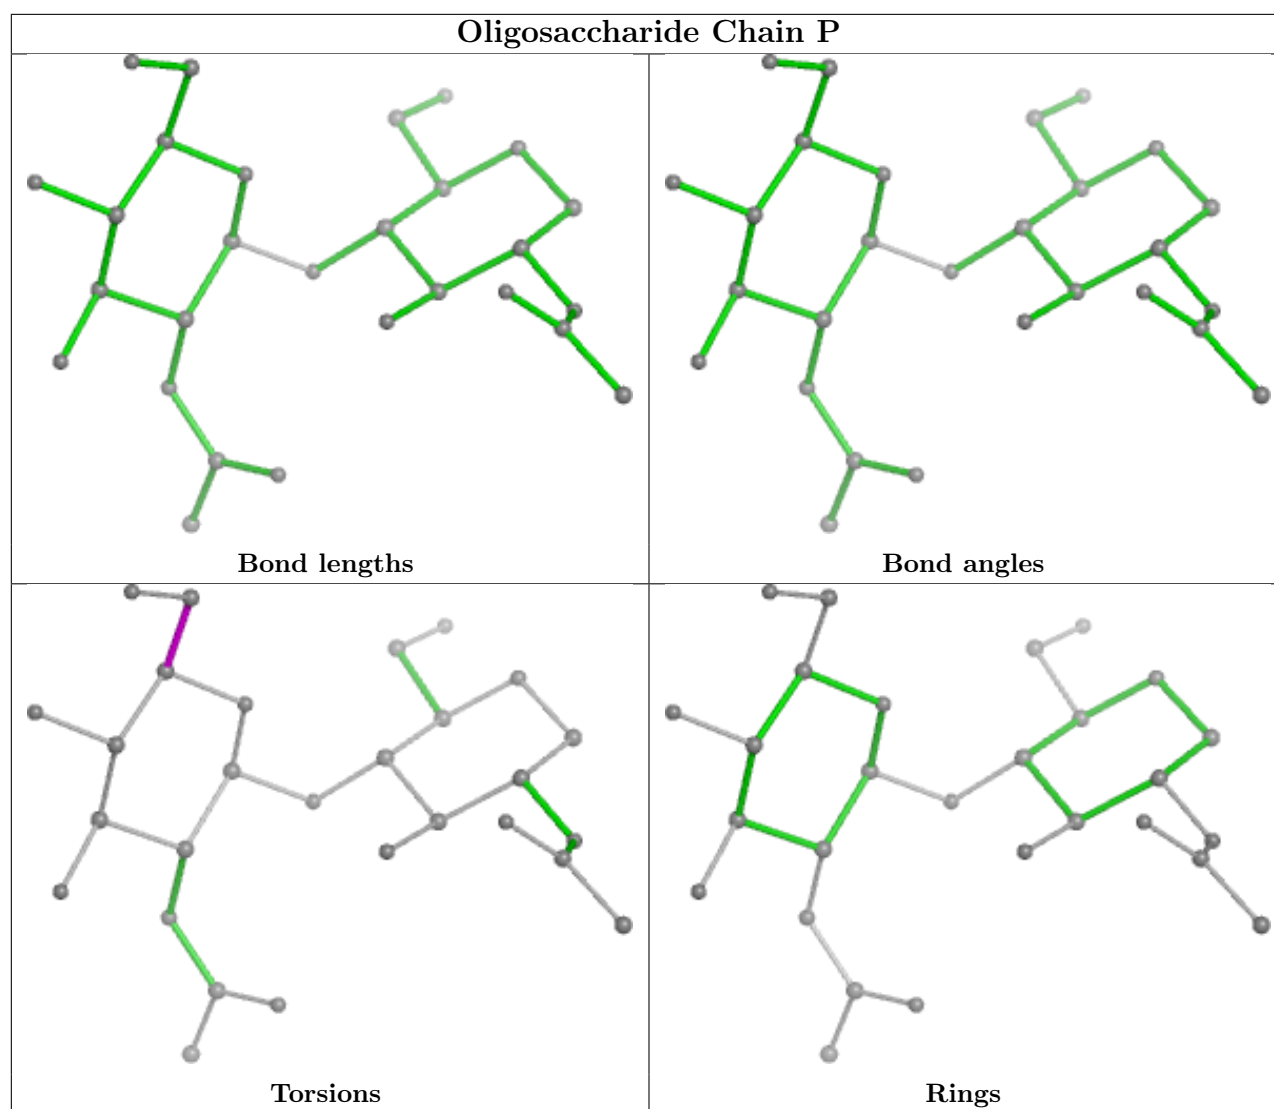 Oligosaccharide Chain P
Bond lengths
Bond angles
Torsions
Rings